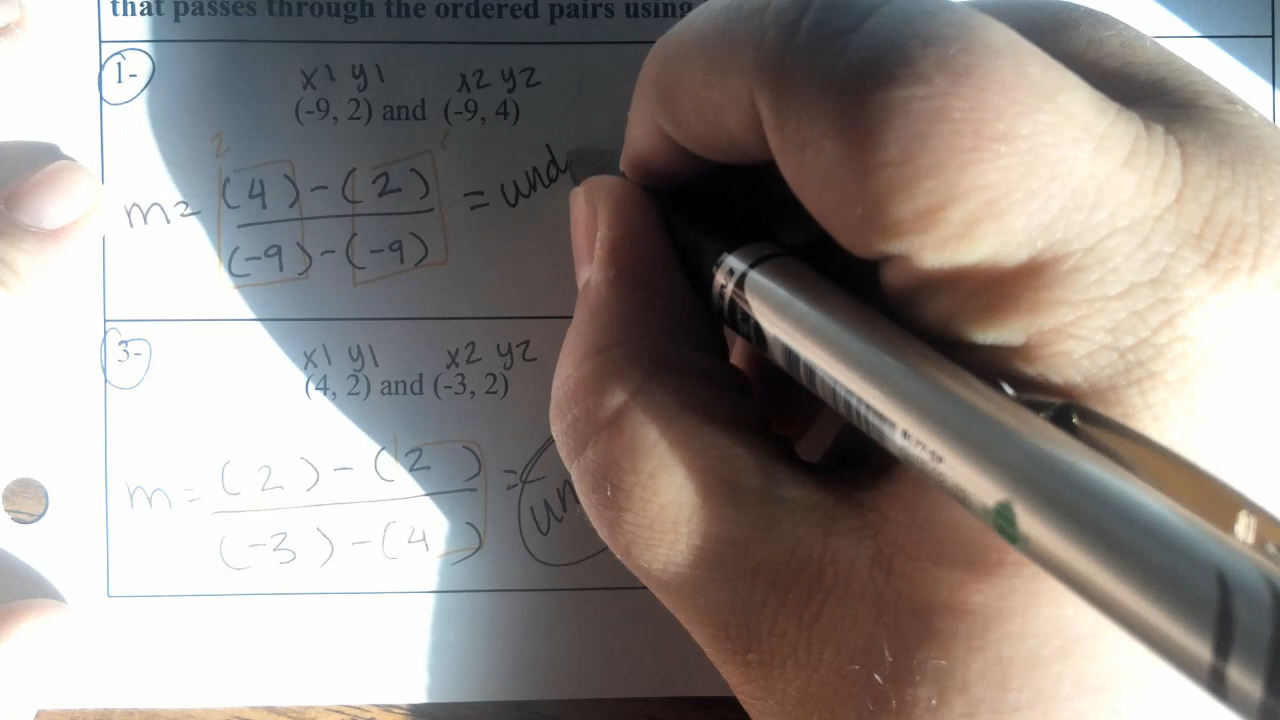 that passes through the ordered pairs using
1-
x1 y1 x2 y2
(-9, 2) and (-9, 4)
2
m= (4)-(2) = und
(-9)-(-9)
3-
x1 y1 x2 y2
(4, 2) and (-3, 2)
m= (2)-(2) = un
(-3)-(4)